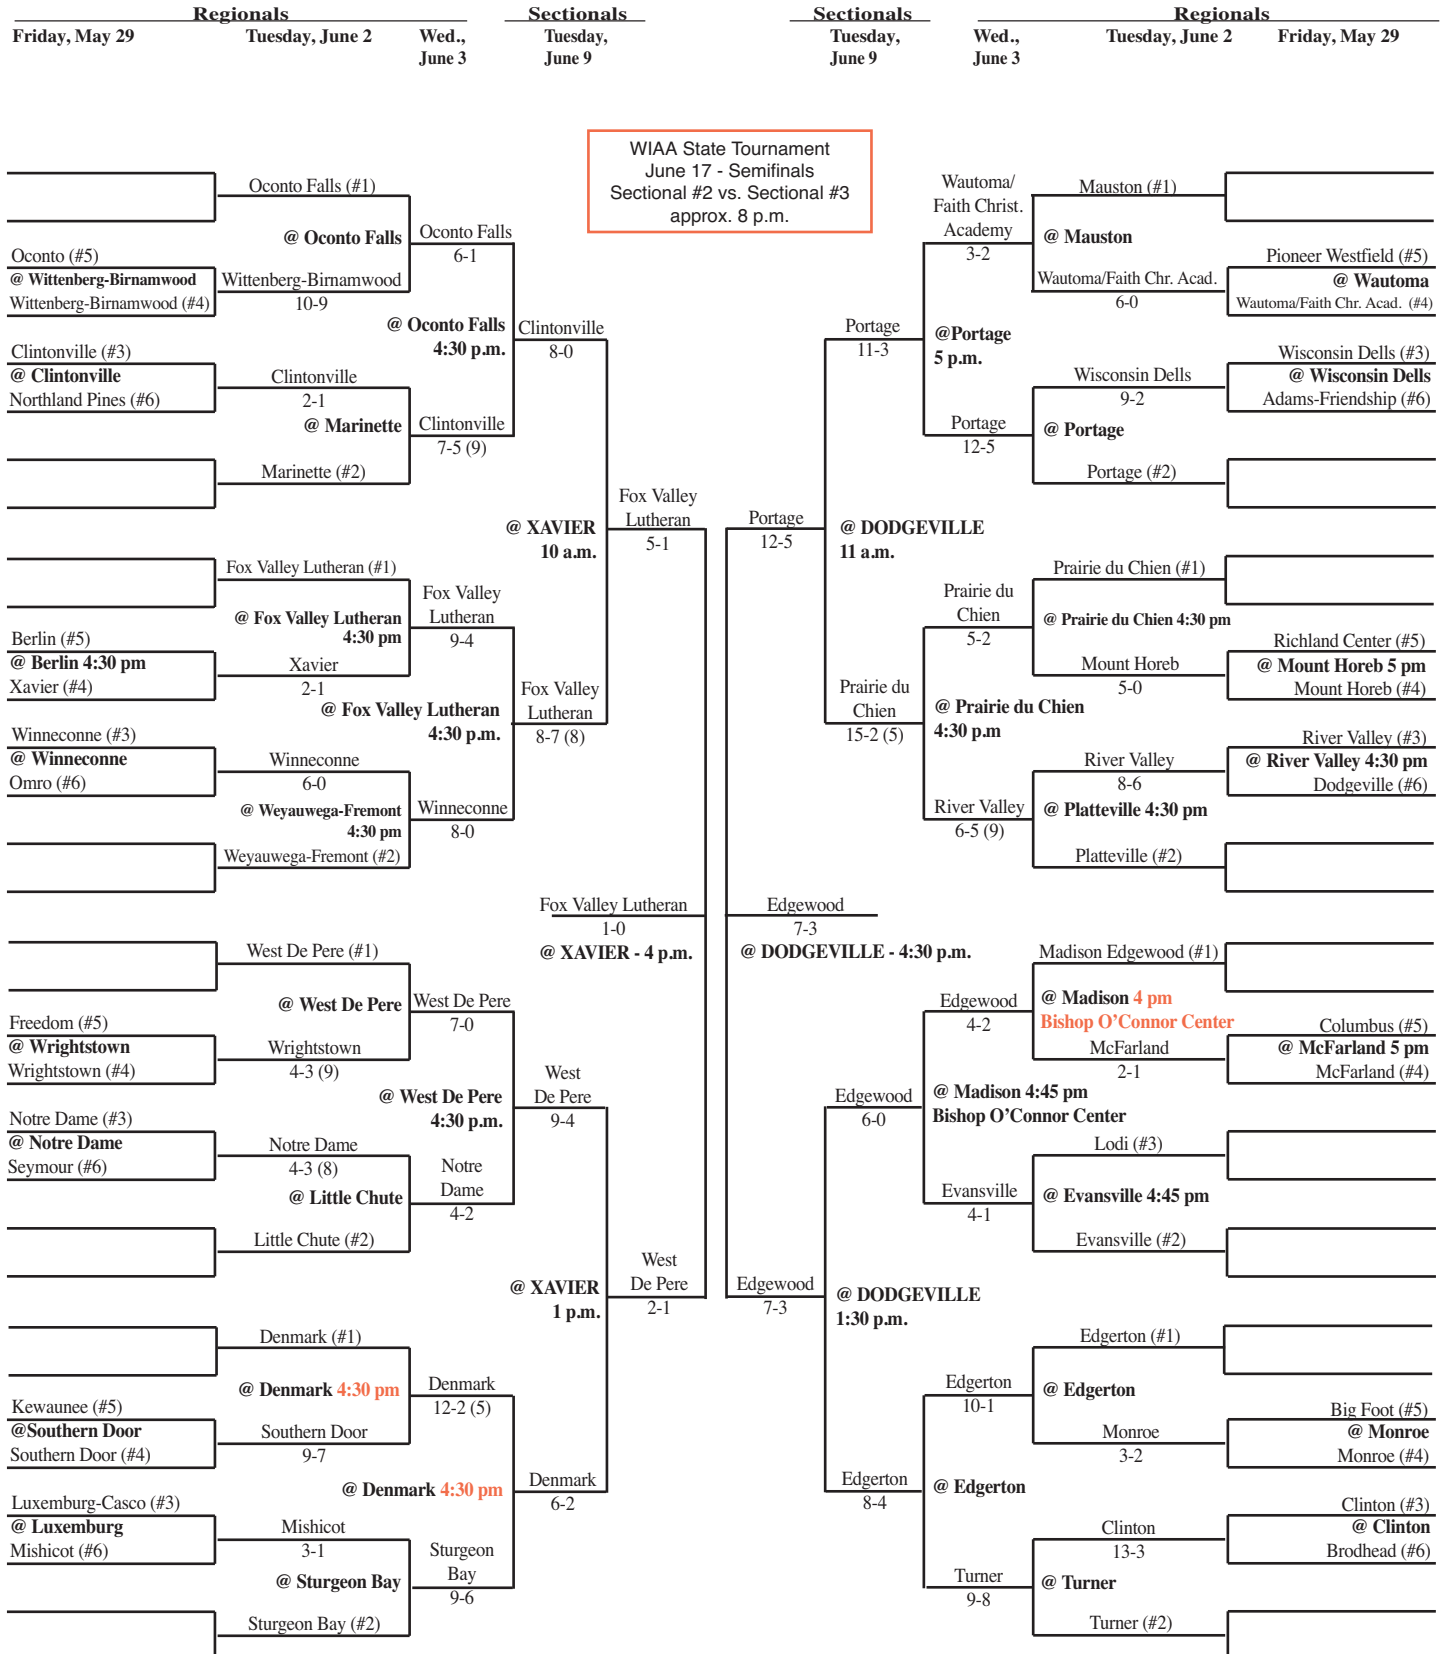 Regionals
Sectionals
Sectionals
Regionals
Friday, May 29
Tuesday, June 2
Wed.,
June 3
Tuesday,
June 9
Tuesday,
June 9
Wed.,
June 3
Tuesday, June 2
Friday, May 29
WIAA State Tournament
June 17 - Semifinals
Sectional #2 vs. Sectional #3
approx. 8 p.m.
Oconto Falls (#1)
@ Oconto Falls
Oconto Falls
6-1
Oconto (#5)
@ Wittenberg-Birnamwood
Wittenberg-Birnamwood (#4)
Wittenberg-Birnamwood
10-9
@ Oconto Falls
4:30 p.m.
Clintonville
8-0
Clintonville (#3)
@ Clintonville
Northland Pines (#6)
Clintonville
2-1
@ Marinette
Clintonville
7-5 (9)
Marinette (#2)
@ XAVIER
10 a.m.
Fox Valley
Lutheran
5-1
Fox Valley Lutheran (#1)
@ Fox Valley Lutheran
4:30 pm
Fox Valley
Lutheran
9-4
Berlin (#5)
@ Berlin 4:30 pm
Xavier (#4)
Xavier
2-1
@ Fox Valley Lutheran
4:30 p.m.
Fox Valley
Lutheran
8-7 (8)
Winneconne (#3)
@ Winneconne
Omro (#6)
Winneconne
6-0
@ Weyauwega-Fremont
4:30 pm
Winneconne
8-0
Weyauwega-Fremont (#2)
Fox Valley Lutheran
1-0
@ XAVIER - 4 p.m.
West De Pere (#1)
@ West De Pere
West De Pere
7-0
Freedom (#5)
@ Wrightstown
Wrightstown (#4)
Wrightstown
4-3 (9)
@ West De Pere
4:30 p.m.
West
De Pere
9-4
Notre Dame (#3)
@ Notre Dame
Seymour (#6)
Notre Dame
4-3 (8)
@ Little Chute
Notre
Dame
4-2
Little Chute (#2)
@ XAVIER
1 p.m.
West
De Pere
2-1
Denmark (#1)
@ Denmark 4:30 pm
Denmark
12-2 (5)
Kewaunee (#5)
@Southern Door
Southern Door (#4)
Southern Door
9-7
@ Denmark 4:30 pm
Denmark
6-2
Luxemburg-Casco (#3)
@ Luxemburg
Mishicot (#6)
Mishicot
3-1
@ Sturgeon Bay
Sturgeon
Bay
9-6
Sturgeon Bay (#2)
Wautoma/
Faith Christ.
Academy
3-2
Mauston (#1)
@ Mauston
Pioneer Westfield (#5)
@ Wautoma
Wautoma/Faith Chr. Acad. (#4)
Wautoma/Faith Chr. Acad.
6-0
Portage
11-3
@Portage
5 p.m.
Wisconsin Dells (#3)
@ Wisconsin Dells
Adams-Friendship (#6)
Wisconsin Dells
9-2
Portage
12-5
@ Portage
Portage (#2)
Portage
12-5
@ DODGEVILLE
11 a.m.
Prairie du Chien (#1)
Prairie du
Chien
5-2
@ Prairie du Chien 4:30 pm
Richland Center (#5)
@ Mount Horeb 5 pm
Mount Horeb (#4)
Mount Horeb
5-0
Prairie du
Chien
15-2 (5)
@ Prairie du Chien
4:30 p.m
River Valley (#3)
@ River Valley 4:30 pm
Dodgeville (#6)
River Valley
8-6
River Valley
6-5 (9)
@ Platteville 4:30 pm
Platteville (#2)
Edgewood
7-3
@ DODGEVILLE - 4:30 p.m.
Madison Edgewood (#1)
Edgewood
4-2
@ Madison 4 pm
Bishop O’Connor Center
Columbus (#5)
@ McFarland 5 pm
McFarland (#4)
McFarland
2-1
Edgewood
6-0
@ Madison 4:45 pm
Bishop O’Connor Center
Lodi (#3)
Evansville
4-1
@ Evansville 4:45 pm
Evansville (#2)
Edgewood
7-3
@ DODGEVILLE
1:30 p.m.
Edgerton (#1)
Edgerton
10-1
@ Edgerton
Big Foot (#5)
@ Monroe
Monroe (#4)
Monroe
3-2
Edgerton
8-4
@ Edgerton
Clinton (#3)
@ Clinton
Brodhead (#6)
Clinton
13-3
Turner
9-8
@ Turner
Turner (#2)